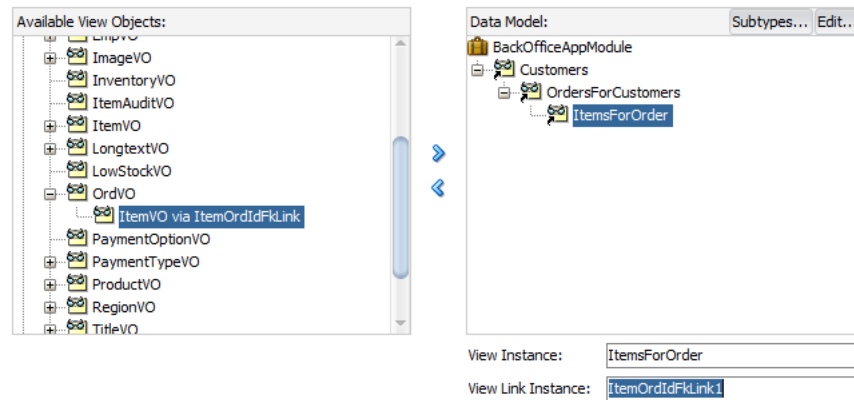 Available View Objects:
EmpVO
ImageVO
InventoryVO
ItemAuditVO
ItemVO
LongtextVO
LowStockVO
OrdVO
ItemVO via ItemOrdIdFkLink
PaymentOptionVO
PaymentTypeVO
ProductVO
RegionVO
TitleVO
Data Model:
Subtypes... Edit..
BackOfficeAppModule
Customers
OrdersForCustomers
ItemsForOrder
View Instance: ItemsForOrder
View Link Instance: ItemOrdIdFkLink1